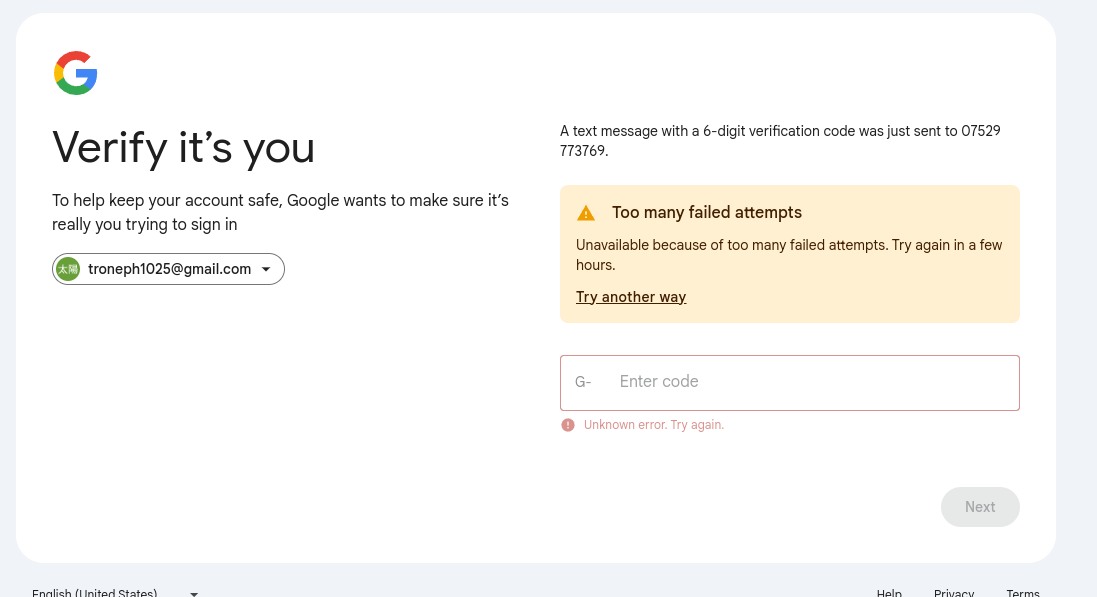 Verify it's you
To help keep your account safe, Google wants to make sure it's
really you trying to sign in
太陽 troneph1025@gmail.com
A text message with a 6-digit verification code was just sent to 07529
773769.
Too many failed attempts
Unavailable because of too many failed attempts. Try again in a few
hours.
Try another way
G- Enter code
Unknown error. Try again.
Next
English (United States)
Help Privacy Terms